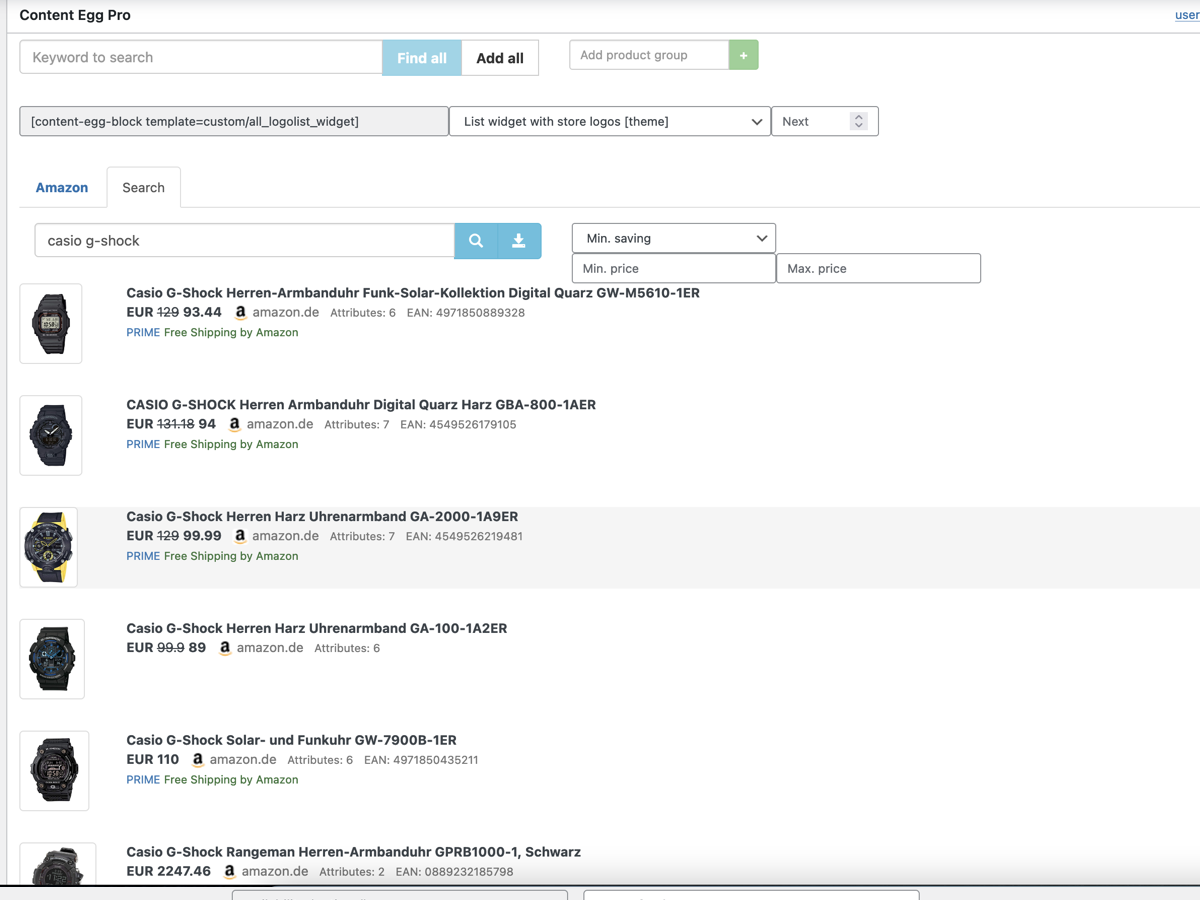 Content Egg Pro
user
Keyword to search
Find all
Add all
Add product group
+
[content-egg-block template=custom/all_logolist_widget]
List widget with store logos [theme]
Next
Amazon
Search
casio g-shock
Min. saving
Min. price
Max. price
Casio G-Shock Herren-Armbanduhr Funk-Solar-Kollektion Digital Quarz GW-M5610-1ER
EUR 129 93.44 a amazon.de Attributes: 6 EAN: 4971850889328
PRIME Free Shipping by Amazon
CASIO G-SHOCK Herren Armbanduhr Digital Quarz Harz GBA-800-1AER
EUR 131.18 94 a amazon.de Attributes: 7 EAN: 4549526179105
PRIME Free Shipping by Amazon
Casio G-Shock Herren Harz Uhrenarmband GA-2000-1A9ER
EUR 129 99.99 a amazon.de Attributes: 7 EAN: 4549526219481
PRIME Free Shipping by Amazon
Casio G-Shock Herren Harz Uhrenarmband GA-100-1A2ER
EUR 99.9 89 a amazon.de Attributes: 6
Casio G-Shock Solar- und Funkuhr GW-7900B-1ER
EUR 110 a amazon.de Attributes: 6 EAN: 4971850435211
PRIME Free Shipping by Amazon
Casio G-Shock Rangeman Herren-Armbanduhr GPRB1000-1, Schwarz
EUR 2247.46 a amazon.de Attributes: 2 EAN: 0889232185798